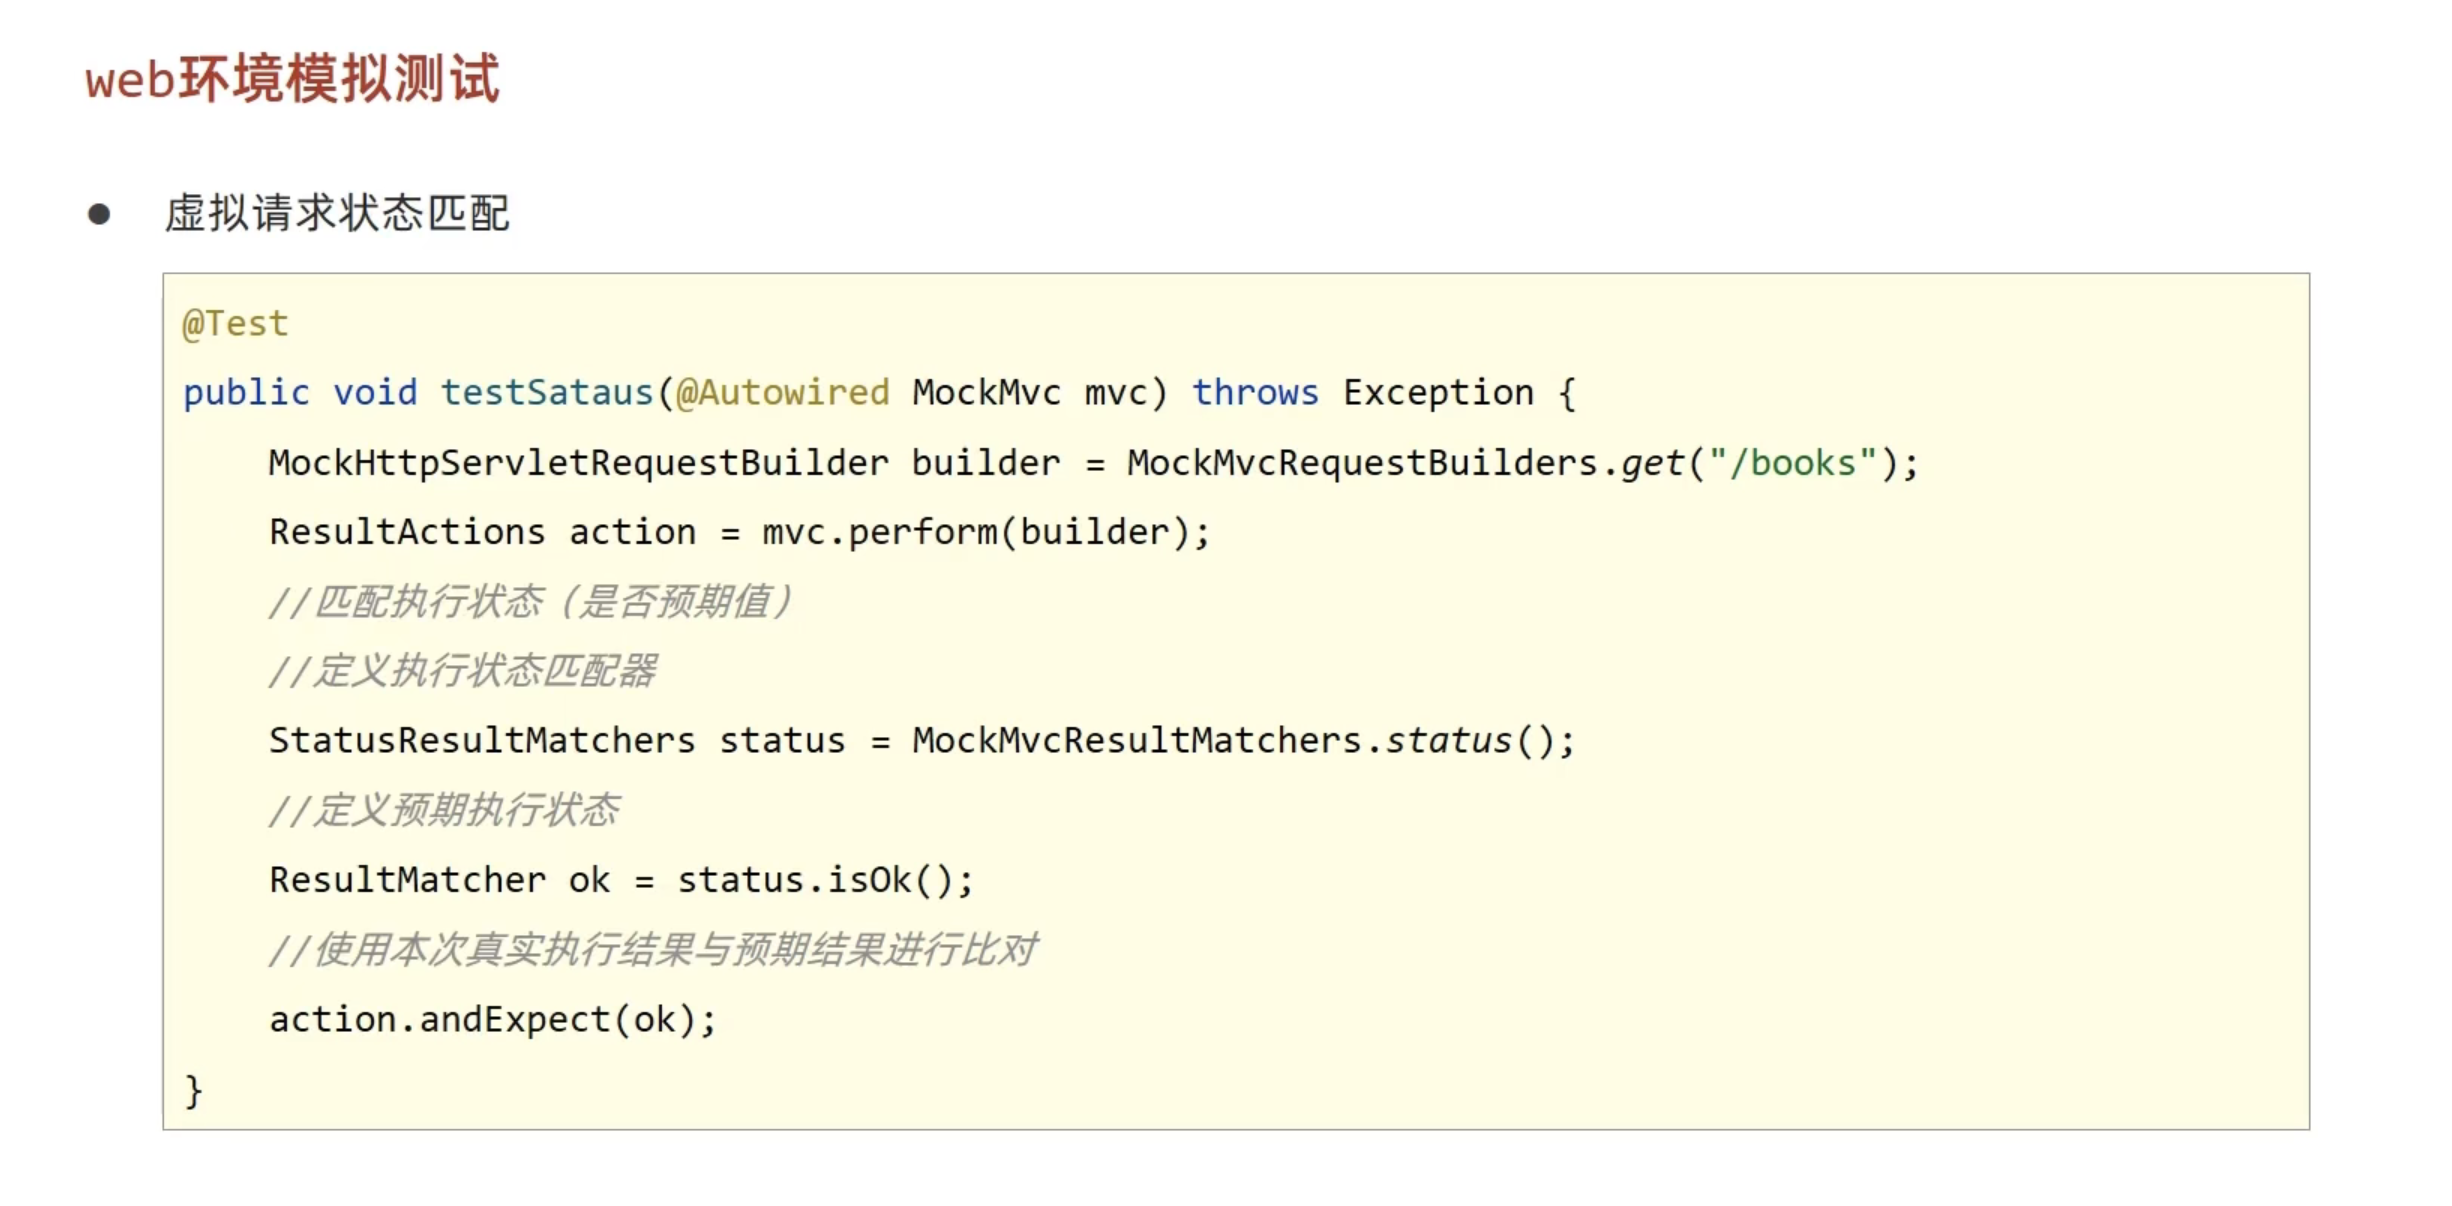 web环境模拟测试
● 虚拟请求状态匹配
@Test
public void testSataus(@Autowired MockMvc mvc) throws Exception {
    MockHttpServletRequestBuilder builder = MockMvcRequestBuilders.get("/books");
    ResultActions action = mvc.perform(builder);
    //匹配执行状态（是否预期值）
    //定义执行状态匹配器
    StatusResultMatchers status = MockMvcResultMatchers.status();
    //定义预期执行状态
    ResultMatcher ok = status.isOk();
    //使用本次真实执行结果与预期结果进行比对
    action.andExpect(ok);
}